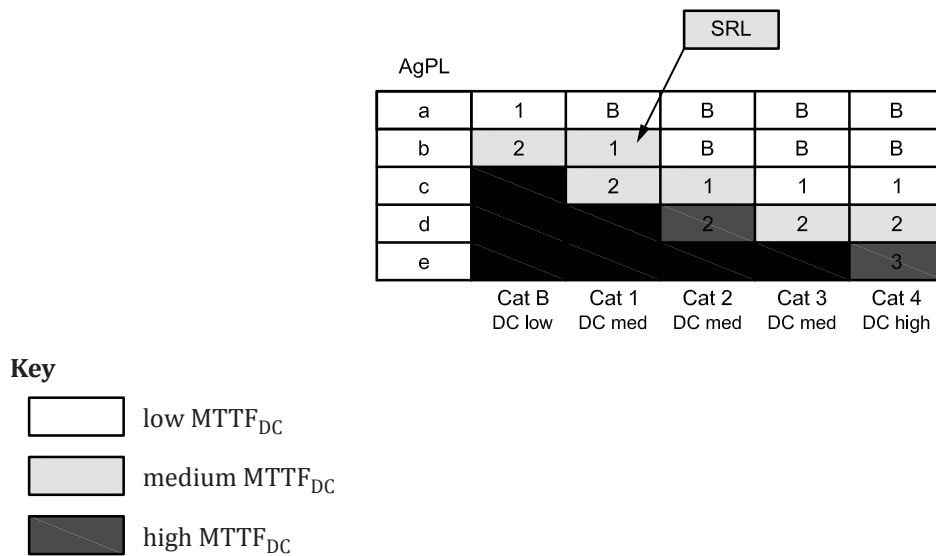 SRL
AgPL
a 1 B B B B
b 2 1 B B B
c 2 1 1 1
d 2 2 2
e 3
Cat B Cat 1 Cat 2 Cat 3 Cat 4
DC low DC med DC med DC med DC high
Key
low MTTF_DC
medium MTTF_DC
high MTTF_DC